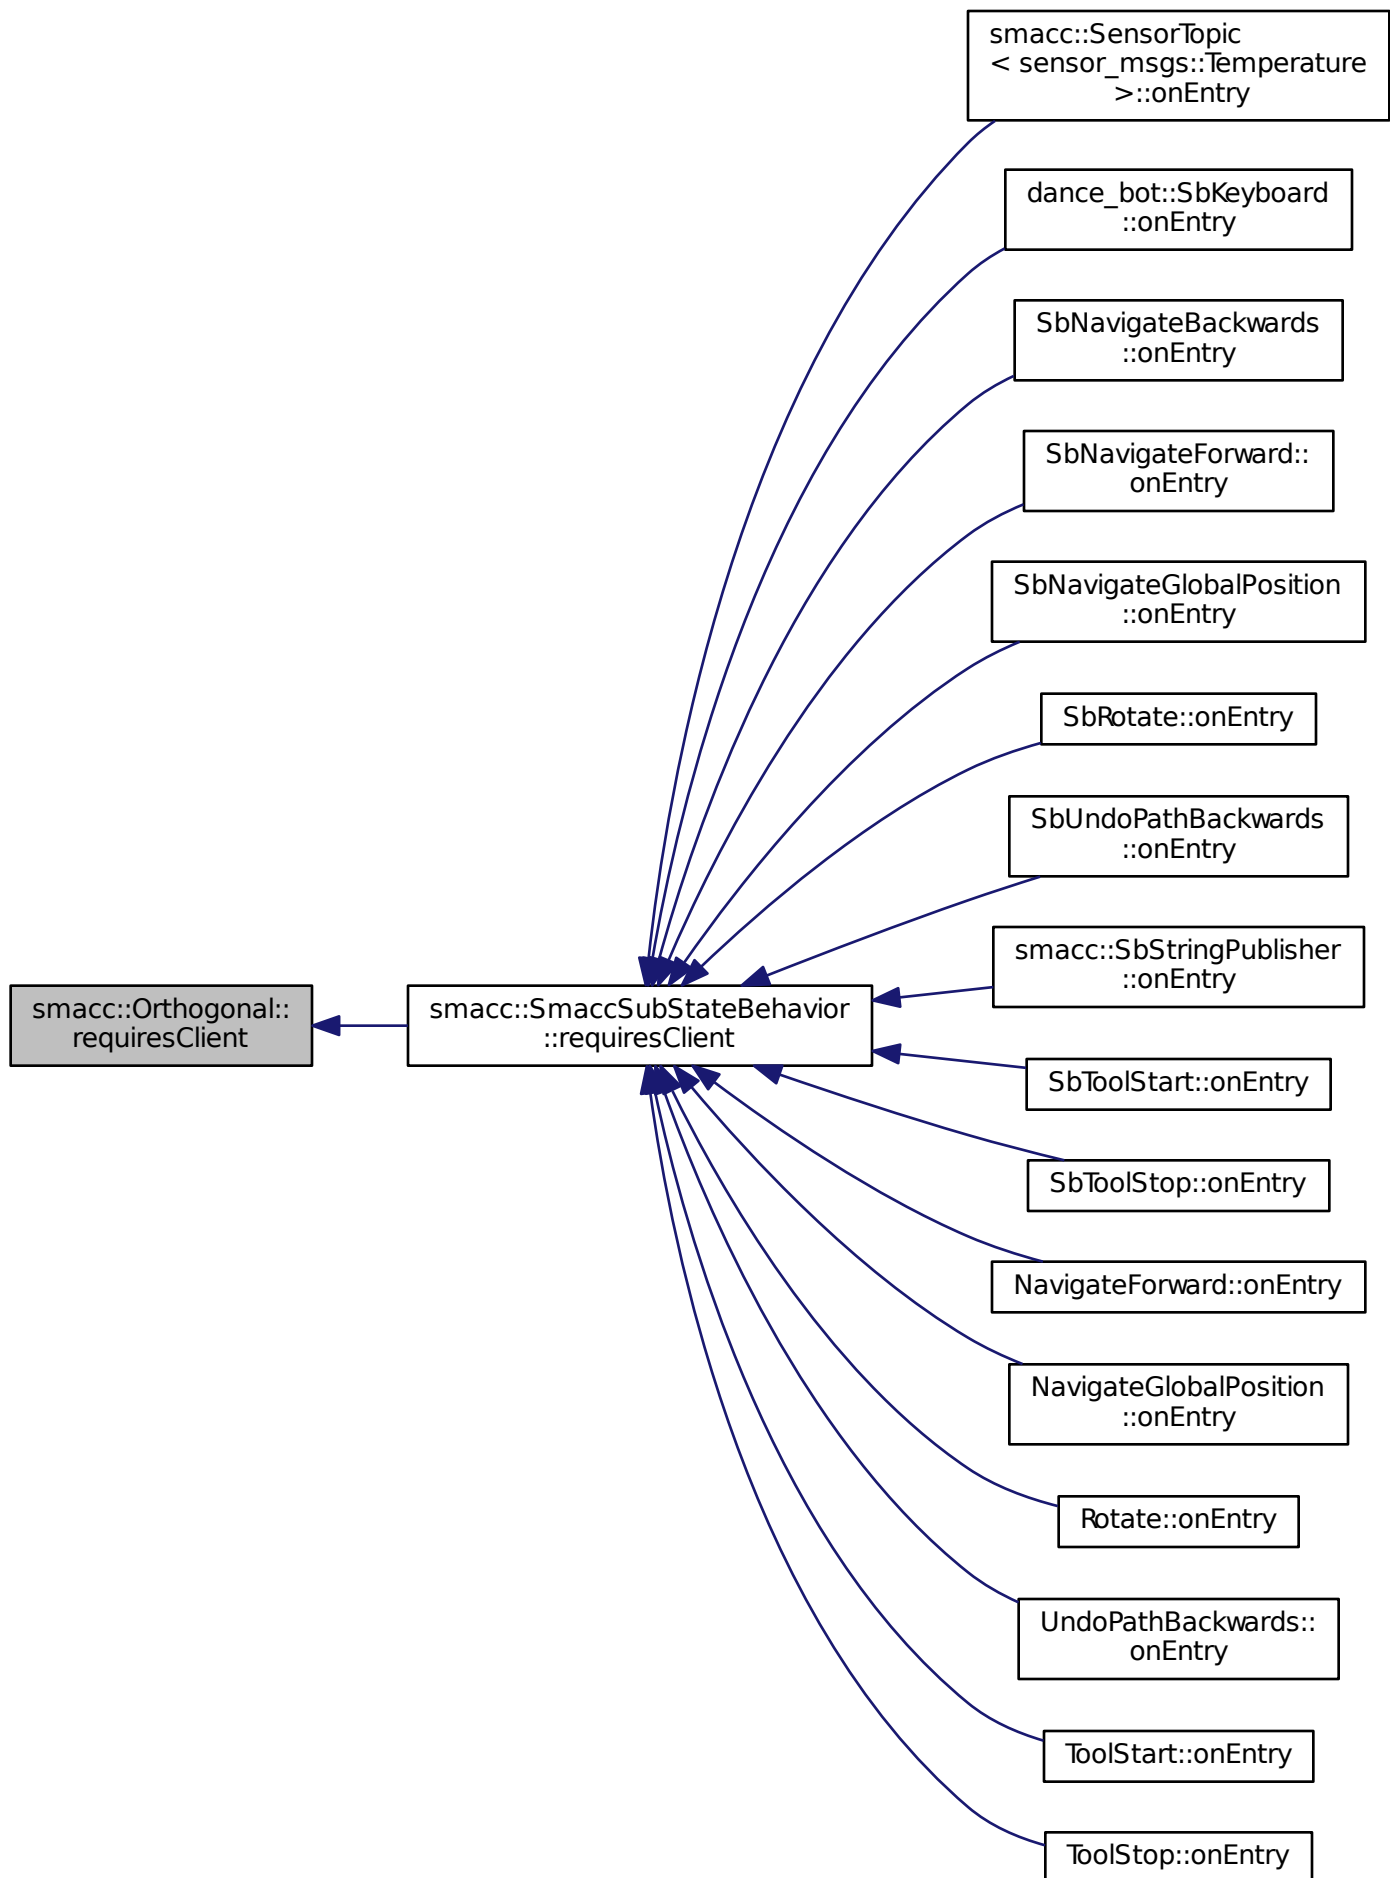 smacc::SensorTopic
< sensor_msgs::Temperature
>::onEntry
dance_bot::SbKeyboard
::onEntry
SbNavigateBackwards
::onEntry
SbNavigateForward::
onEntry
SbNavigateGlobalPosition
::onEntry
SbRotate::onEntry
SbUndoPathBackwards
::onEntry
smacc::SbStringPublisher
::onEntry
smacc::Orthogonal::
requiresClient
smacc::SmaccSubStateBehavior
::requiresClient
SbToolStart::onEntry
SbToolStop::onEntry
NavigateForward::onEntry
NavigateGlobalPosition
::onEntry
Rotate::onEntry
UndoPathBackwards::
onEntry
ToolStart::onEntry
ToolStop::onEntry